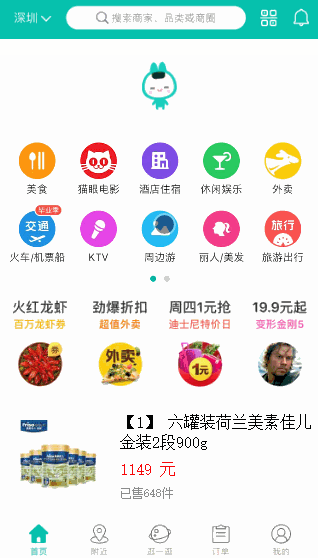 深圳
搜索商家，品类或商圈
美食
猫眼电影
酒店住宿
休闲娱乐
外卖
毕业季
交通
旅行
火车/机票船
KTV
周边游
丽人/美发
旅游出行
火红龙虾
劲爆折扣
周四1元抢
19.9元起
百万龙虾券
超值外卖
迪士尼特价日
变形金刚5
外卖
1元
【1】 六罐装荷兰美素佳儿
金装2段900g
1149 元
已售648件
首页
附近
逛一逛
订单
我的